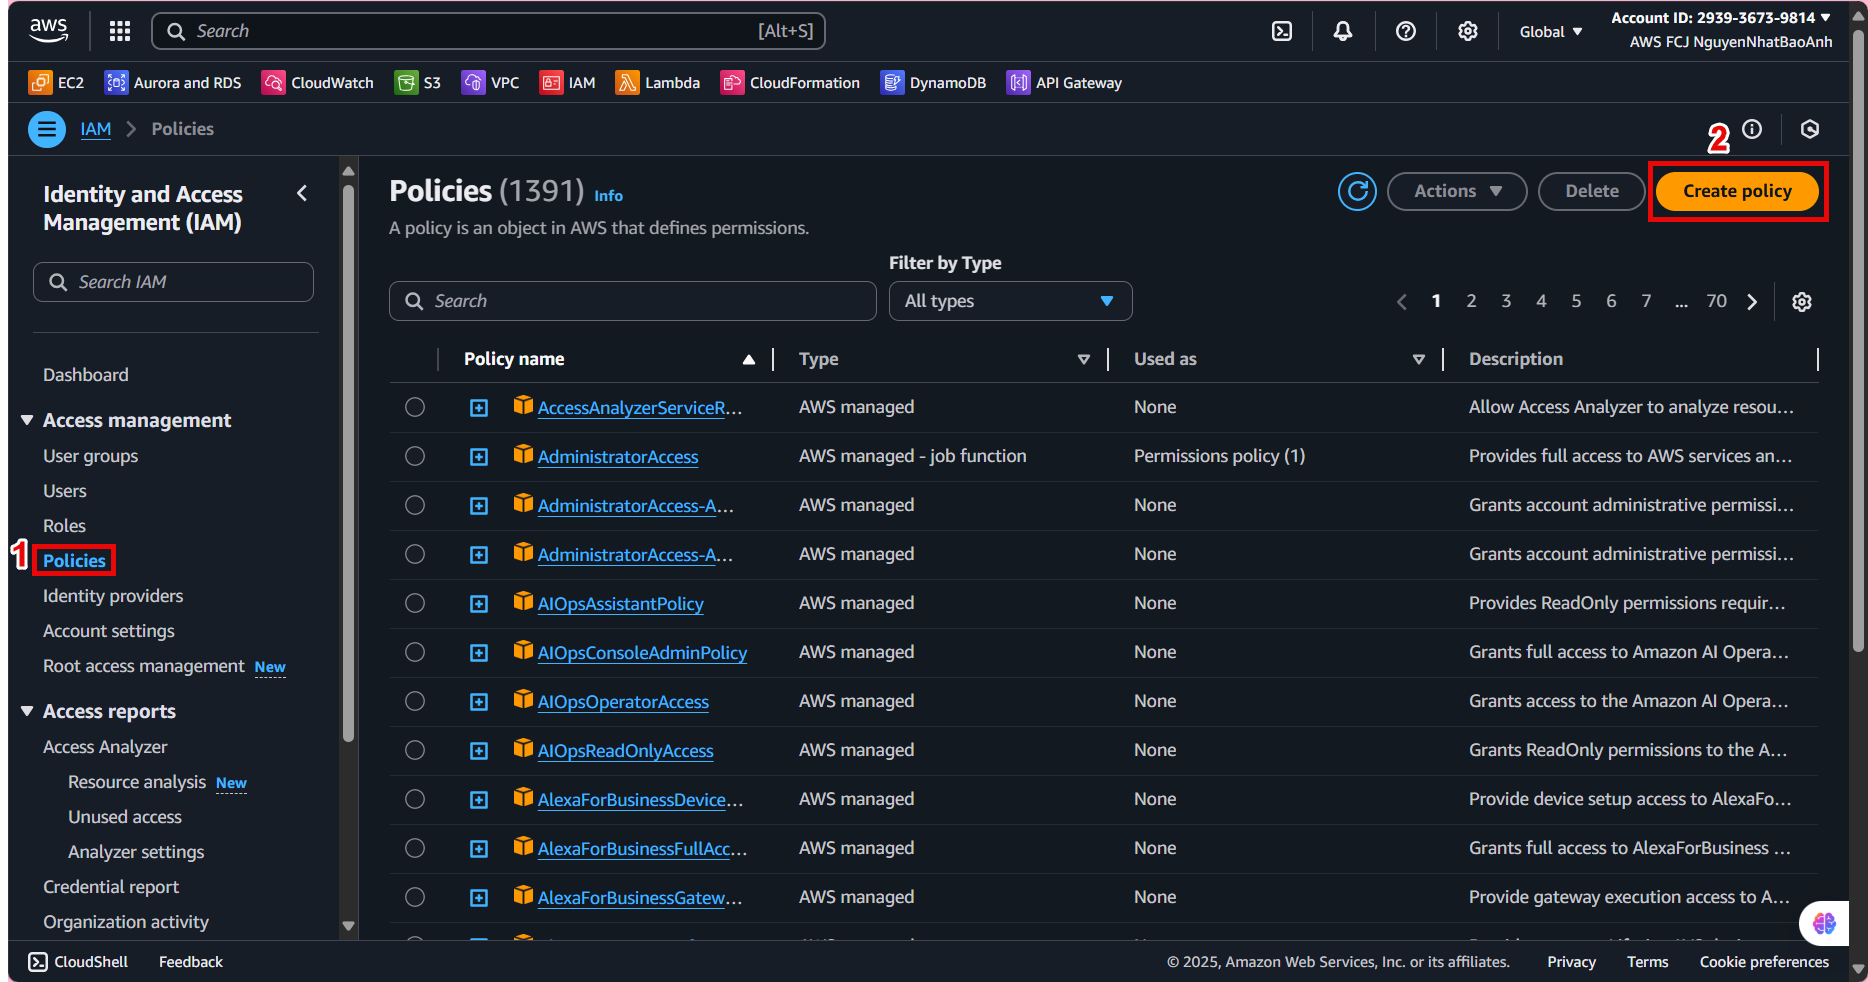 aws
Search [Alt+S]
Global
Account ID: 2939-3673-9814
AWS FCJ NguyenNhatBaoAnh
EC2 Aurora and RDS CloudWatch S3 VPC IAM Lambda CloudFormation DynamoDB API Gateway
IAM Policies
2
Identity and Access
Management (IAM)
Search IAM
Dashboard
Access management
User groups
Users
Roles
1 Policies
Identity providers
Account settings
Root access management New
Access reports
Access Analyzer
Resource analysis New
Unused access
Analyzer settings
Credential report
Organization activity
Policies (1391) Info
Actions Delete Create policy
A policy is an object in AWS that defines permissions.
Filter by Type
Search All types 1 2 3 4 5 6 7 ... 70
Policy name Type Used as Description
AccessAnalyzerServiceR... AWS managed None Allow Access Analyzer to analyze resou...
AdministratorAccess AWS managed - job function Permissions policy (1) Provides full access to AWS services an...
AdministratorAccess-A... AWS managed None Grants account administrative permissi...
AdministratorAccess-A... AWS managed None Grants account administrative permissi...
AIOpsAssistantPolicy AWS managed None Provides ReadOnly permissions requir...
AIOpsConsoleAdminPolicy AWS managed None Grants full access to Amazon AI Opera...
AIOpsOperatorAccess AWS managed None Grants access to the Amazon AI Opera...
AIOpsReadOnlyAccess AWS managed None Grants ReadOnly permissions to the A...
AlexaForBusinessDevice... AWS managed None Provide device setup access to AlexaFo...
AlexaForBusinessFullAcc... AWS managed None Grants full access to AlexaForBusiness ...
AlexaForBusinessGatew... AWS managed None Provide gateway execution access to A...
CloudShell Feedback © 2025, Amazon Web Services, Inc. or its affiliates. Privacy Terms Cookie preferences